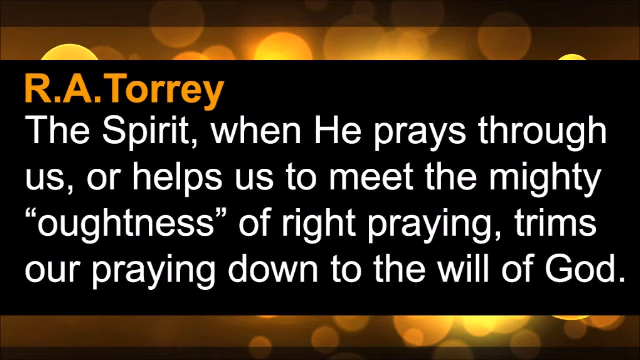 R.A.Torrey
The Spirit, when He prays through
us, or helps us to meet the mighty
“oughtness” of right praying, trims
our praying down to the will of God.